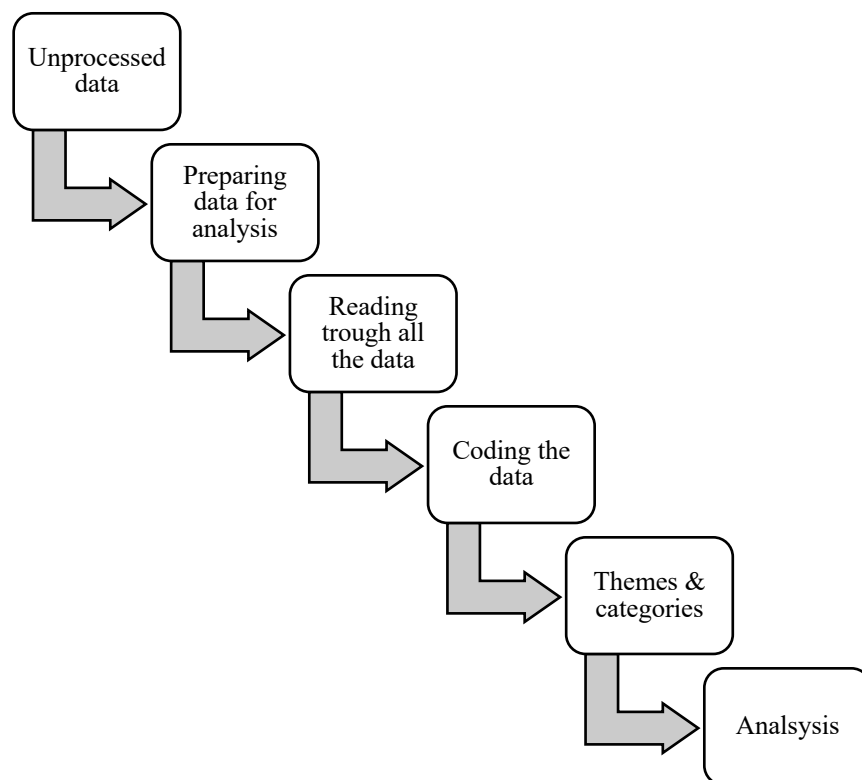 Unprocessed
data
Preparing
data for
analysis
Reading
trough all
the data
Coding the
data
Themes &
categories
Analsysis